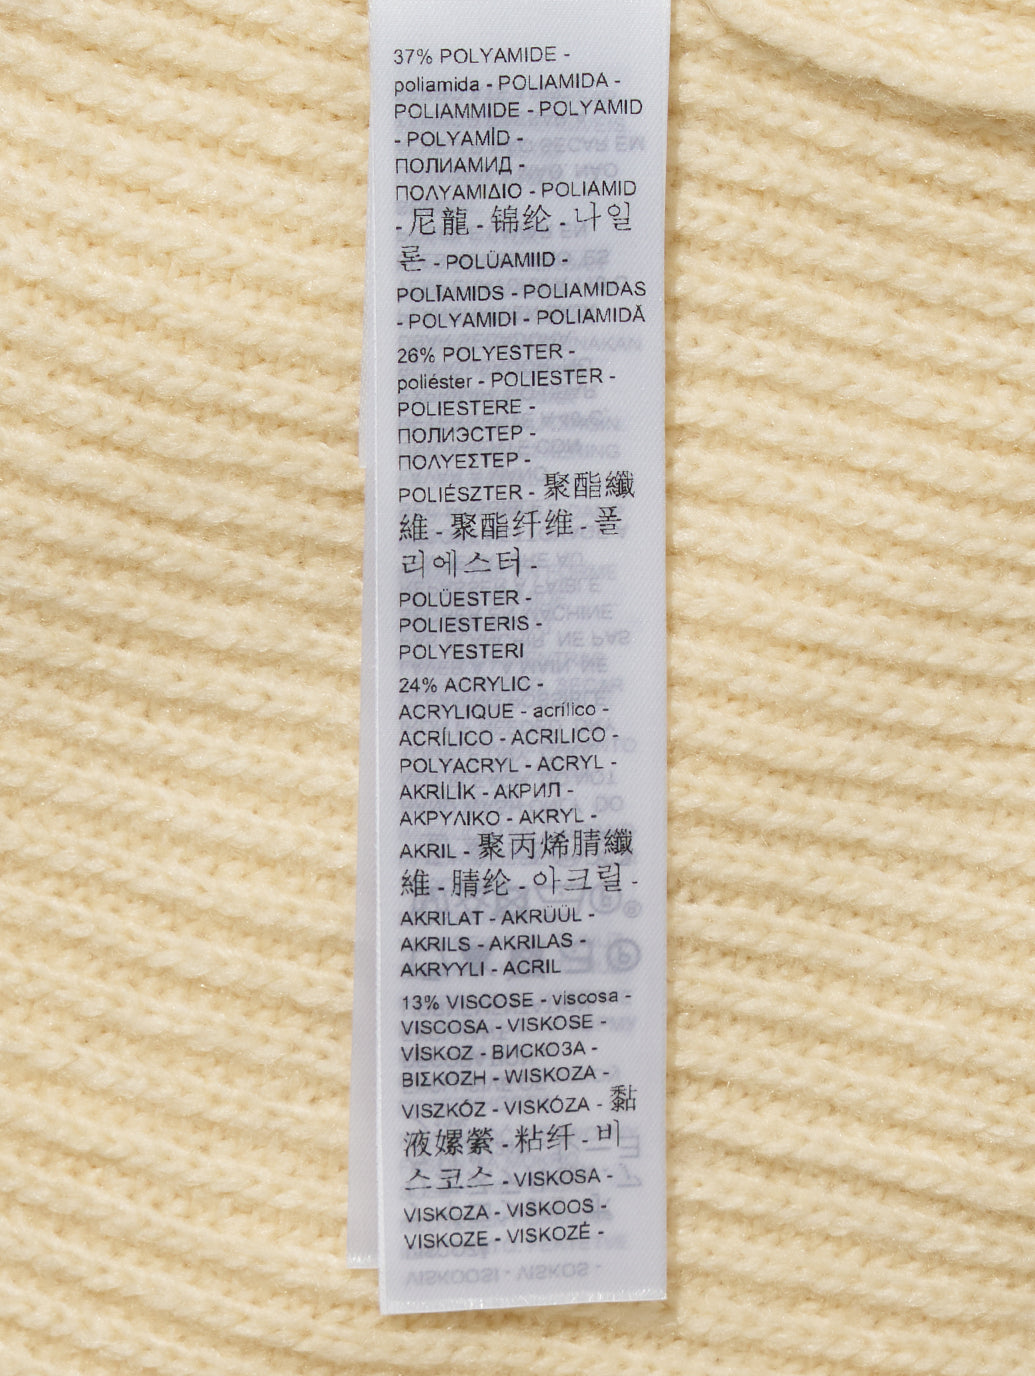 37% POLYAMIDE -
poliamida - POLIAMIDA -
POLIAMMIDE - POLYAMID
- POLYAMİD -
ПОЛИАМИД -
ΠΟΛΥΑΜΙΔΙΟ - POLIAMID
- 尼龍 - 锦纶 - 나일
론 - POLÜAMIID -
POLĪAMIDS - POLIAMIDAS
- POLYAMIDI - POLIAMIDĂ
26% POLYESTER -
poliéster - POLIESTER -
POLIESTERE -
ПОЛИЭСТЕР -
ΠΟΛΥΕΣΤΕΡ -
POLIÉSZTER - 聚酯纖
維 - 聚酯纤维 - 폴
리에스터 -
POLÜESTER -
POLIESTERIS -
POLYESTERI
24% ACRYLIC -
ACRYLIQUE - acrílico -
ACRÍLICO - ACRILICO -
POLYACRYL - ACRYL -
AKRİLİK - АКРИЛ -
ΑΚΡΥΛΙΚΟ - AKRYL -
AKRIL - 聚丙烯腈纖
維 - 腈纶 - 아크릴 -
AKRILAT - AKRÜÜL -
AKRILS - AKRILAS -
AKRYYLI - ACRIL
13% VISCOSE - viscosa -
VISCOSA - VISKOSE -
VİSKOZ - ВИСКОЗА -
ΒΙΣΚΟΖΗ - WISKOZA -
VISZKÓZ - VISKÓZA - 黏
液嫘縈 - 粘纤 - 비
스코스 - VISKOSA -
VISKOZA - VISKOOS -
VISKOZE - VISKOZĖ -
VISKOOSI - VISKOS -